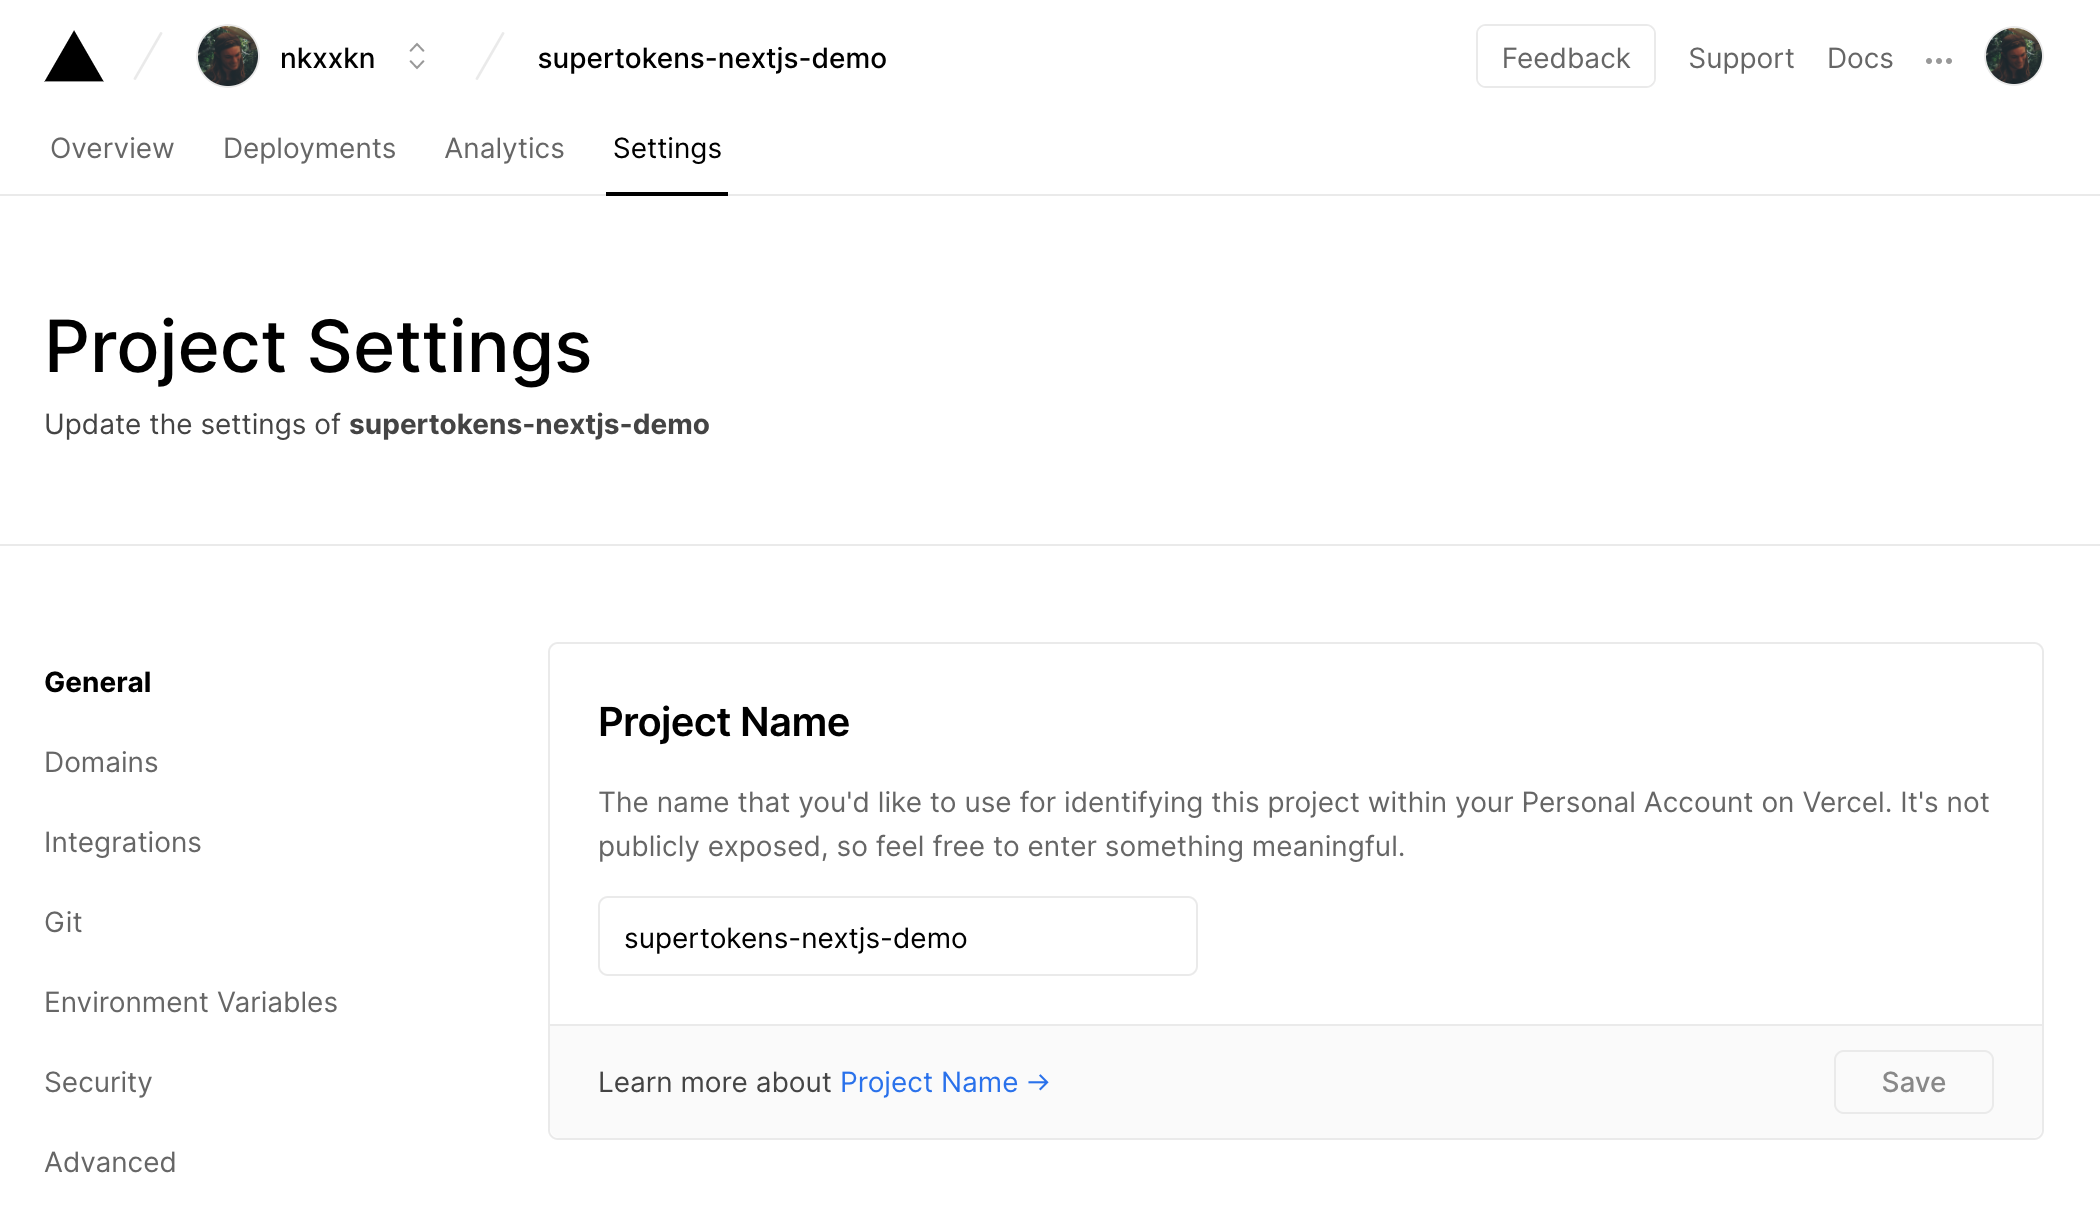 nkxxkn supertokens-nextjs-demo Feedback Support Docs
Overview Deployments Analytics Settings
Project Settings
Update the settings of supertokens-nextjs-demo
General
Domains
Integrations
Git
Environment Variables
Security
Advanced
Project Name
The name that you'd like to use for identifying this project within your Personal Account on Vercel. It's not
publicly exposed, so feel free to enter something meaningful.
supertokens-nextjs-demo
Learn more about Project Name →
Save